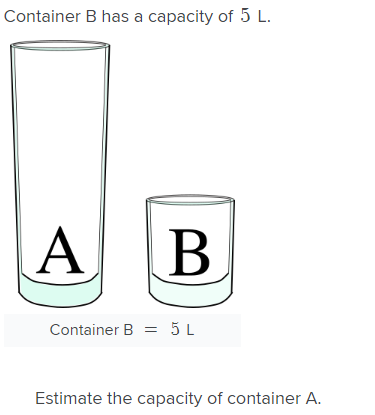 Container B has a capacity of 5 L.
A B
Container B = 5 L
Estimate the capacity of container A.